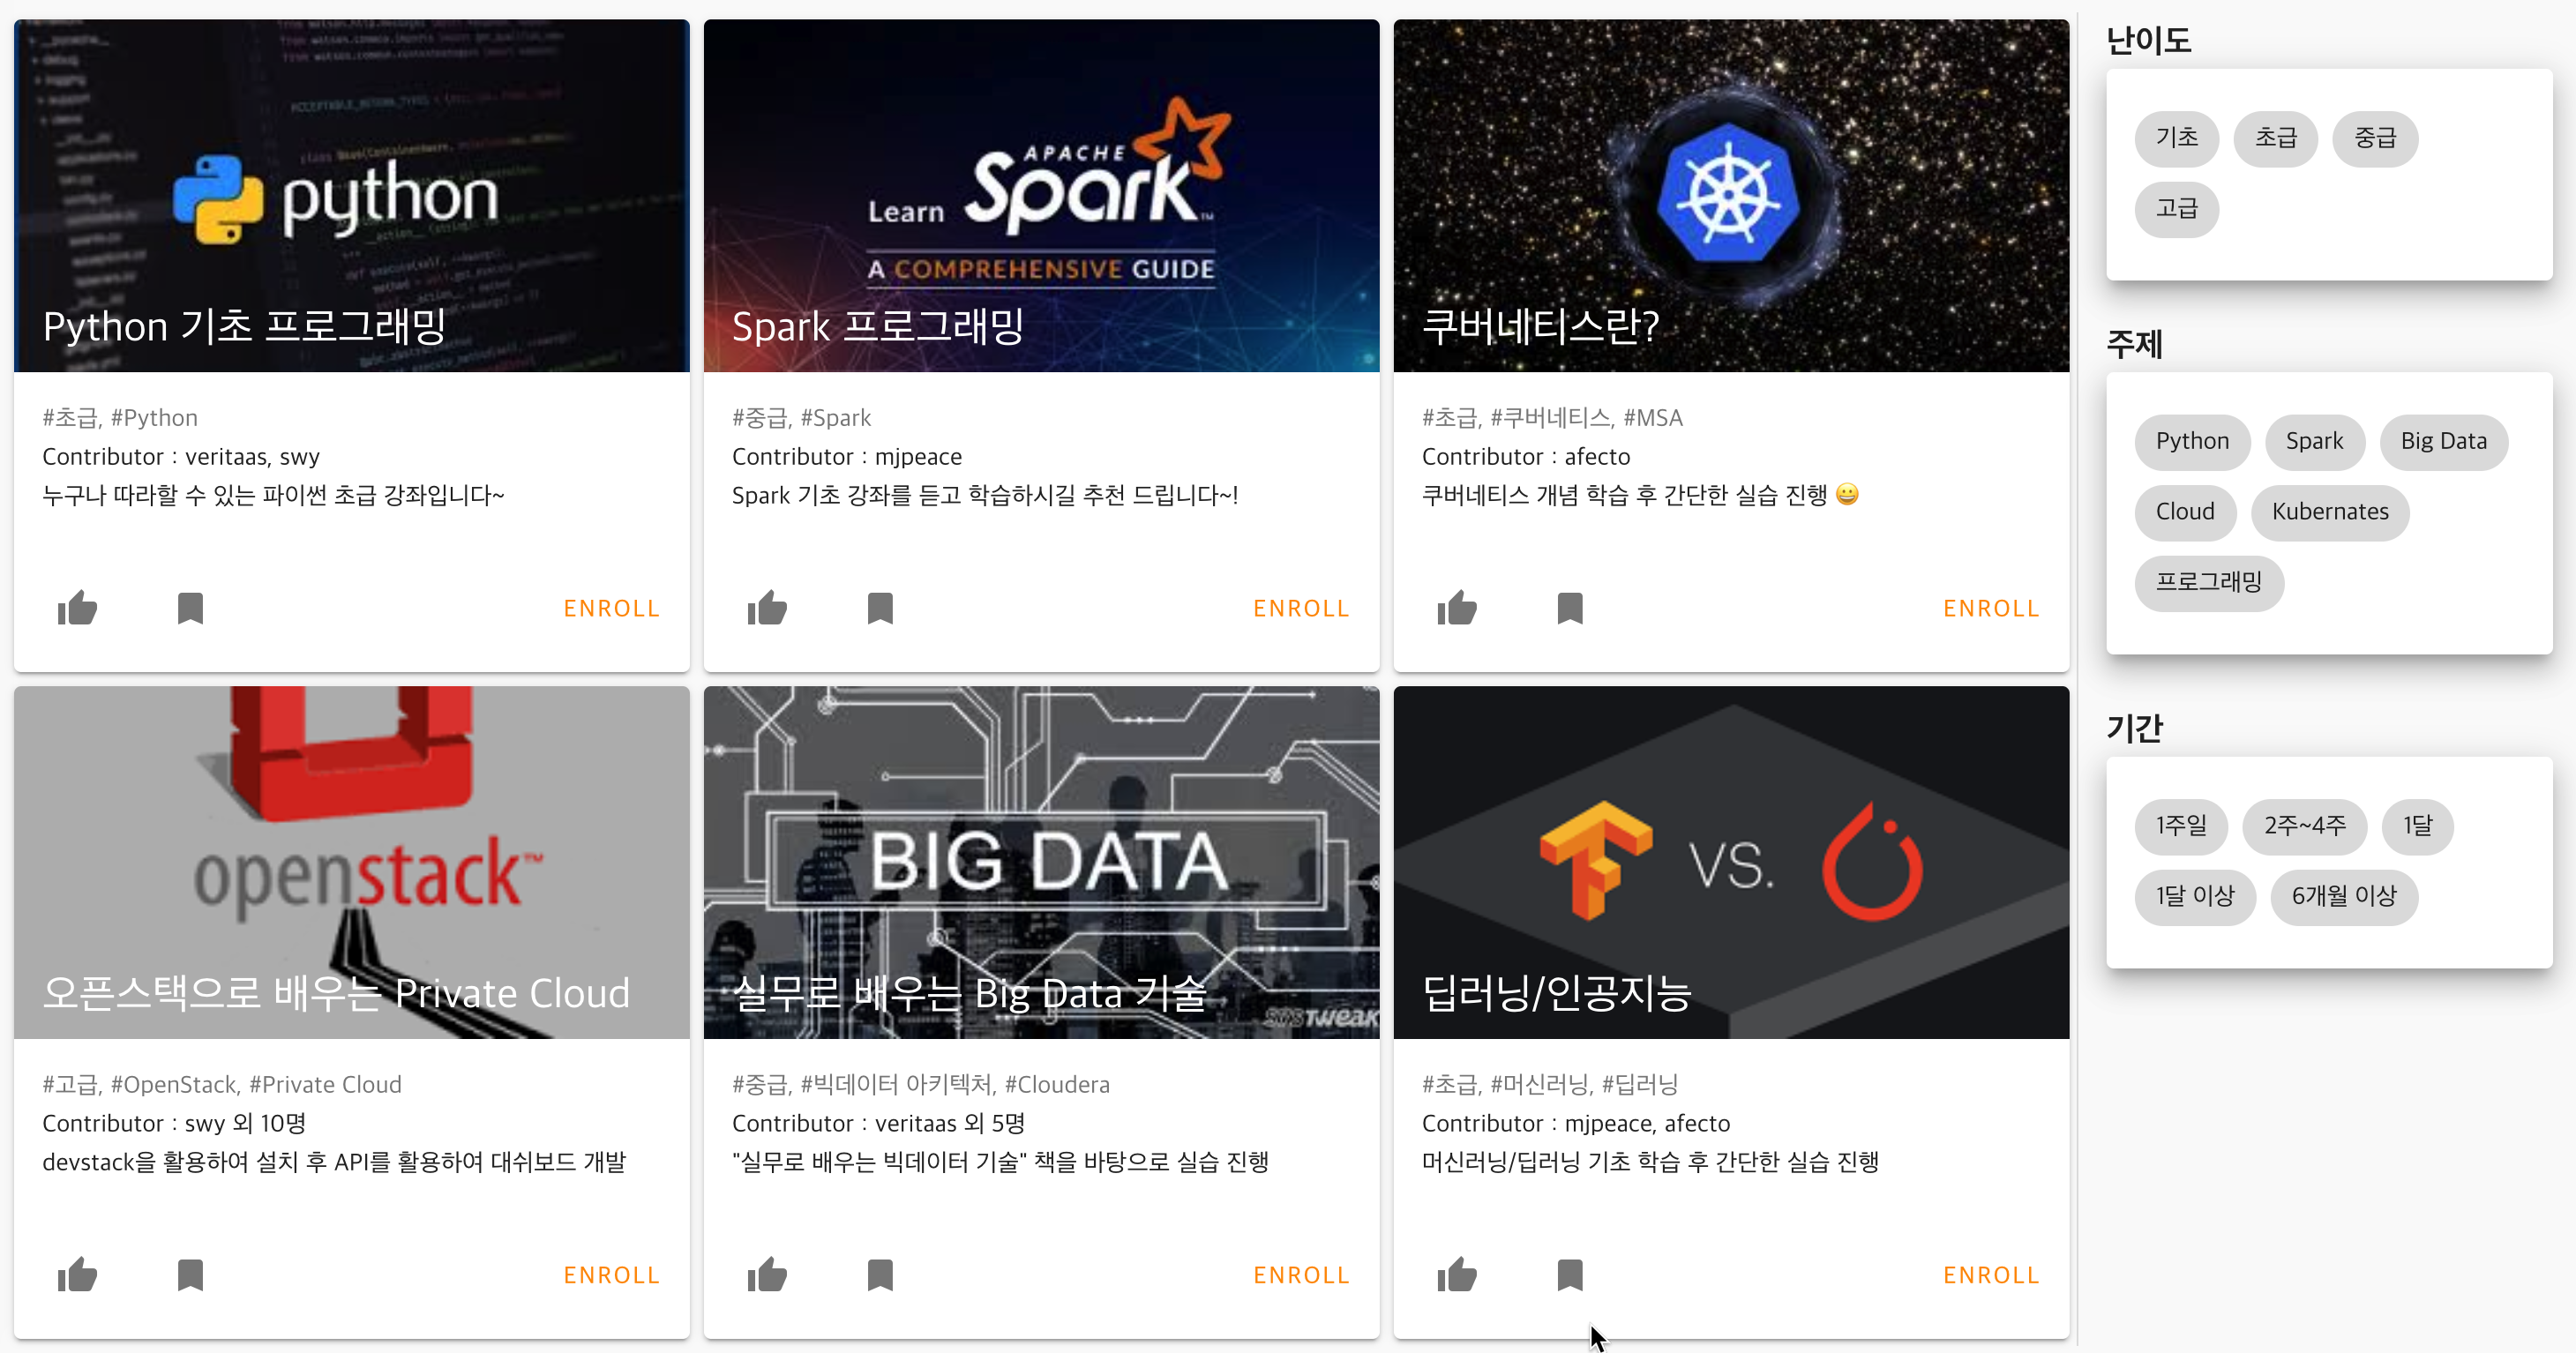 python
Python 기초 프로그래밍
#초급, #Python
Contributor : veritaas, swy
누구나 따라할 수 있는 파이썬 초급 강좌입니다~
ENROLL
Learn APACHE Spark™
A COMPREHENSIVE GUIDE
Spark 프로그래밍
#중급, #Spark
Contributor : mjpeace
Spark 기초 강좌를 듣고 학습하시길 추천 드립니다~!
ENROLL
쿠버네티스란?
#초급, #쿠버네티스, #MSA
Contributor : afecto
쿠버네티스 개념 학습 후 간단한 실습 진행 😀
ENROLL
openstack™
오픈스택으로 배우는 Private Cloud
#고급, #OpenStack, #Private Cloud
Contributor : swy 외 10명
devstack을 활용하여 설치 후 API를 활용하여 대쉬보드 개발
ENROLL
BIG DATA
실무로 배우는 Big Data 기술
#중급, #빅데이터 아키텍처, #Cloudera
Contributor : veritaas 외 5명
"실무로 배우는 빅데이터 기술" 책을 바탕으로 실습 진행
ENROLL
VS.
딥러닝/인공지능
#초급, #머신러닝, #딥러닝
Contributor : mjpeace, afecto
머신러닝/딥러닝 기초 학습 후 간단한 실습 진행
ENROLL
난이도
기초 초급 중급
고급
주제
Python Spark Big Data
Cloud Kubernates
프로그래밍
기간
1주일 2주~4주 1달
1달 이상 6개월 이상